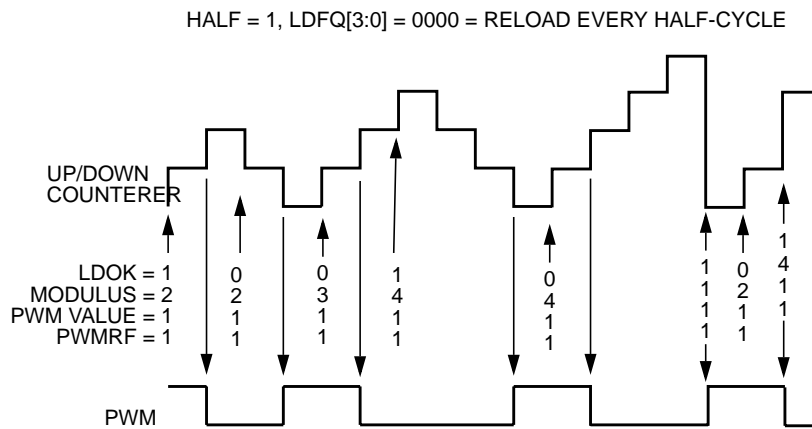 HALF = 1, LDFQ[3:0] = 0000 = RELOAD EVERY HALF-CYCLE
UP/DOWN
COUNTERER
LDOK = 1 0 0 1 0 1 0 1
MODULUS = 2 2 3 4 4 1 2 4
PWM VALUE = 1 1 1 1 1 1 1 1
PWMRF = 1 1 1 1 1 1 1 1
PWM